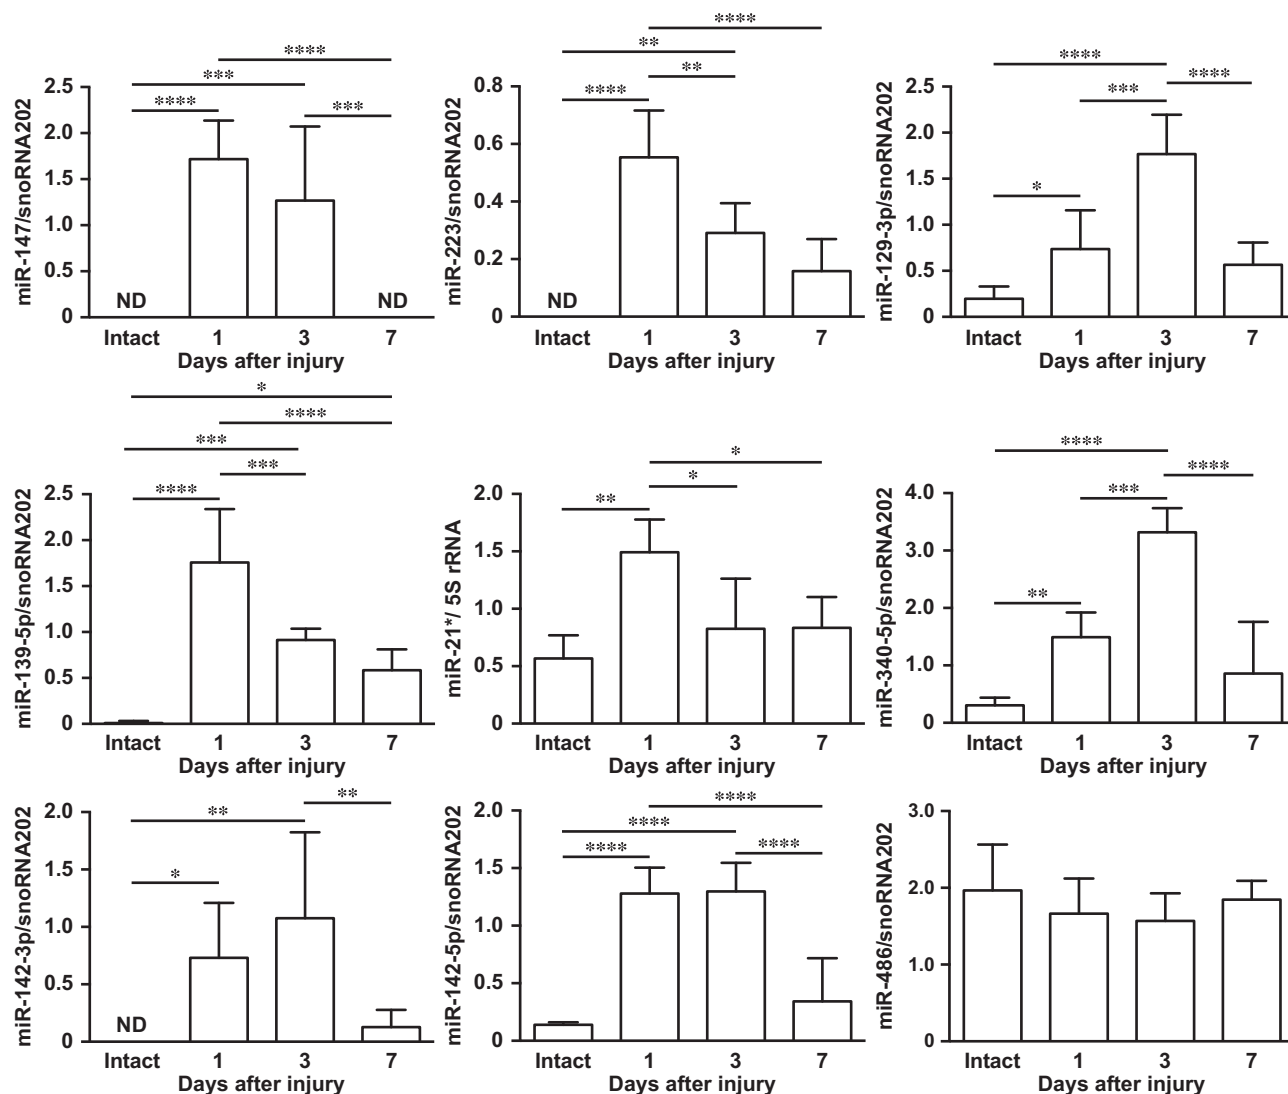 ****
**
**
****
miR-223/snoRNA202
0.8
0.6
0.4
0.2
0
ND
Intact 1 3 7
Days after injury
****
***
****
***
miR-147/snoRNA202
2.5
2.0
1.5
1.0
0.5
0
ND ND
Intact 1 3 7
Days after injury
****
****
***
*
miR-129-3p/snoRNA202
2.5
2.0
1.5
1.0
0.5
0
Intact 1 3 7
Days after injury
*
****
***
***
****
miR-139-5p/snoRNA202
2.5
2.0
1.5
1.0
0.5
0
Intact 1 3 7
Days after injury
*
*
**
miR-21*/ 5S rRNA
2.0
1.5
1.0
0.5
0
Intact 1 3 7
Days after injury
****
****
***
**
miR-340-5p/snoRNA202
4.0
3.0
2.0
1.0
0
Intact 1 3 7
Days after injury
**
**
*
miR-142-3p/snoRNA202
2.0
1.5
1.0
0.5
0
ND
Intact 1 3 7
Days after injury
****
****
****
****
miR-142-5p/snoRNA202
2.0
1.5
1.0
0.5
0
Intact 1 3 7
Days after injury
miR-486/snoRNA202
3.0
2.0
1.0
0
Intact 1 3 7
Days after injury